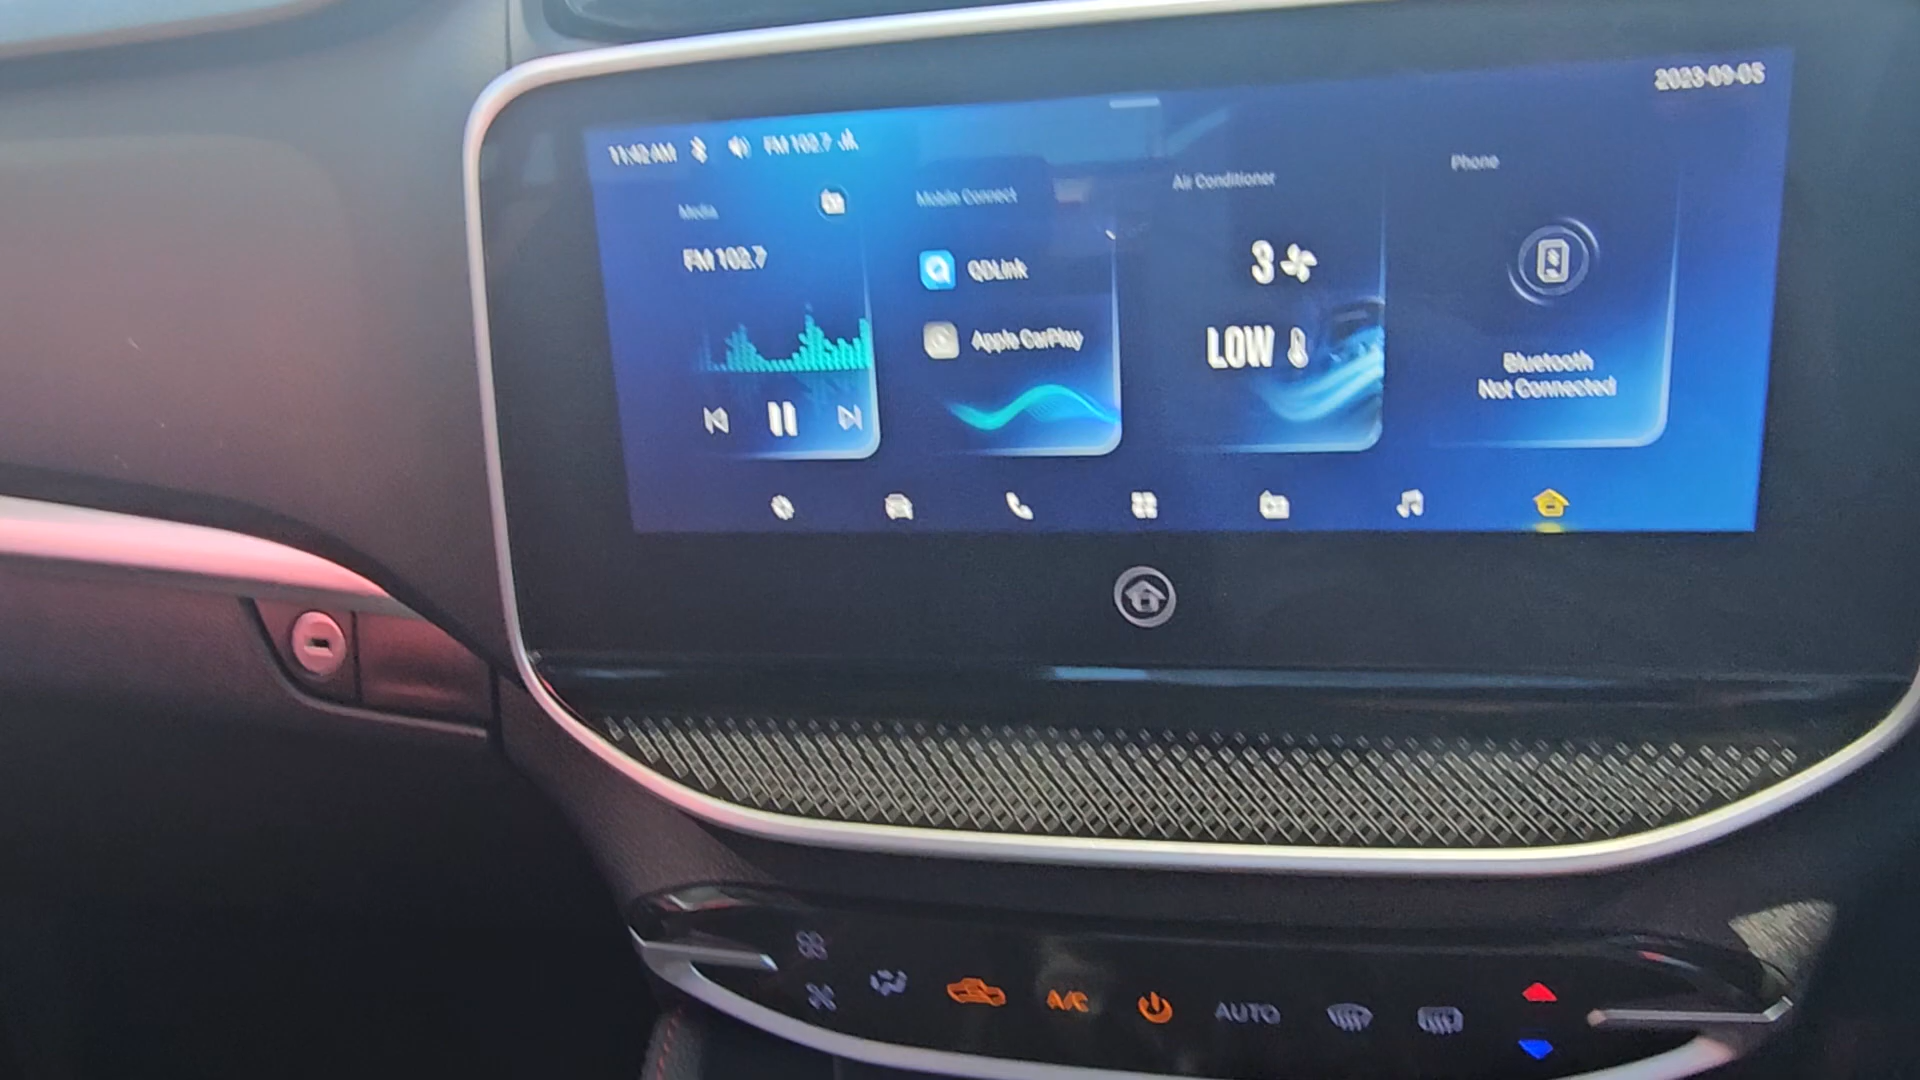 2023-09-05
11:42 AM FM 102.7
Media
Mobile Connect
Air Conditioner
Phone
FM 102.7
QDLink
Apple CarPlay
3
LOW
Bluetooth
Not Connected
A/C
AUTO